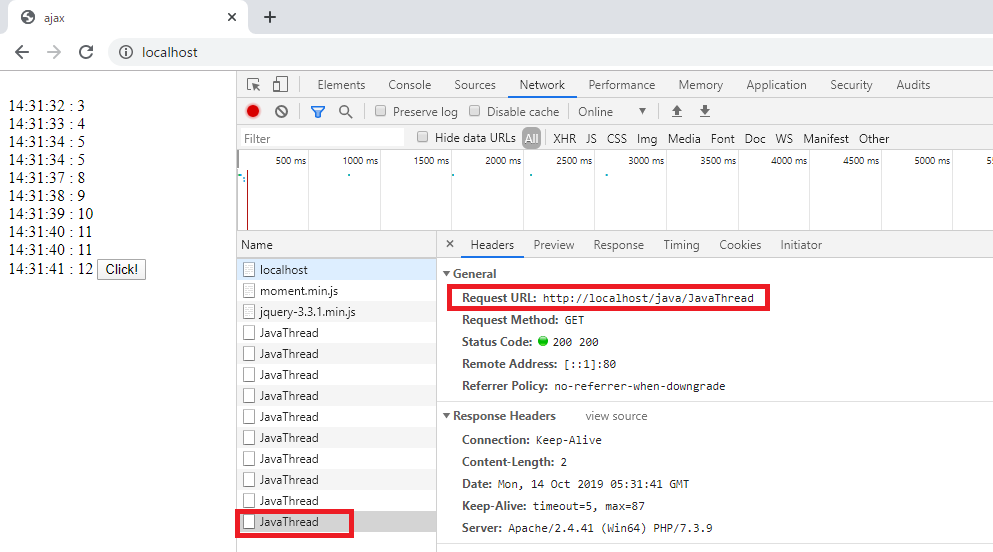 ajax
localhost
14:31:32 : 3
14:31:33 : 4
14:31:34 : 5
14:31:34 : 5
14:31:37 : 8
14:31:38 : 9
14:31:39 : 10
14:31:40 : 11
14:31:40 : 11
14:31:41 : 12 Click!
Elements Console Sources Network Performance Memory Application Security Audits
Preserve log Disable cache Online
Filter Hide data URLs All XHR JS CSS Img Media Font Doc WS Manifest Other
500 ms 1000 ms 1500 ms 2000 ms 2500 ms 3000 ms 3500 ms 4000 ms 4500 ms 5000 ms
Name
localhost
moment.min.js
jquery-3.3.1.min.js
JavaThread
JavaThread
JavaThread
JavaThread
JavaThread
JavaThread
JavaThread
JavaThread
JavaThread
JavaThread
Headers Preview Response Timing Cookies Initiator
General
Request URL: http://localhost/java/JavaThread
Request Method: GET
Status Code: 200 200
Remote Address: [::1]:80
Referrer Policy: no-referrer-when-downgrade
Response Headers view source
Connection: Keep-Alive
Content-Length: 2
Date: Mon, 14 Oct 2019 05:31:41 GMT
Keep-Alive: timeout=5, max=87
Server: Apache/2.4.41 (Win64) PHP/7.3.9